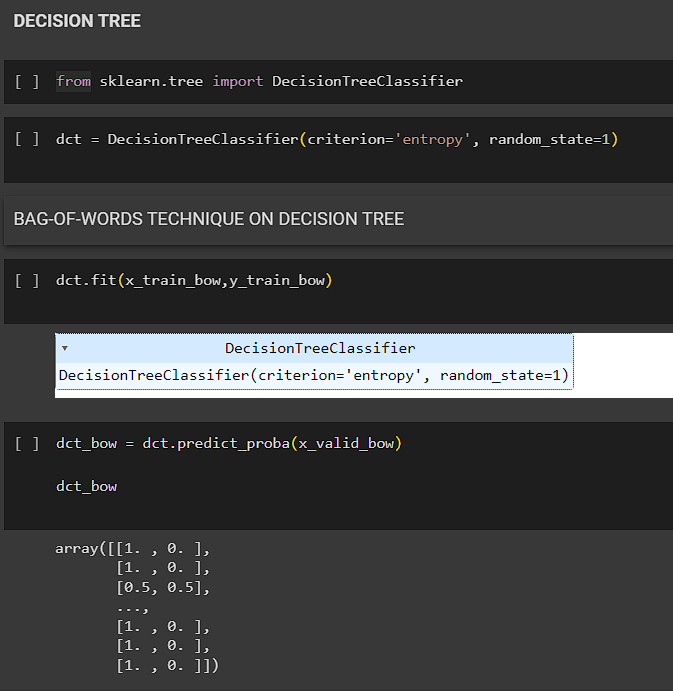 DECISION TREE
[ ] from sklearn.tree import DecisionTreeClassifier
[ ] dct = DecisionTreeClassifier(criterion='entropy', random_state=1)
BAG-OF-WORDS TECHNIQUE ON DECISION TREE
[ ] dct.fit(x_train_bow,y_train_bow)
▾ DecisionTreeClassifier
DecisionTreeClassifier(criterion='entropy', random_state=1)
[ ] dct_bow = dct.predict_proba(x_valid_bow)
dct_bow
array([[1. , 0. ],
[1. , 0. ],
[0.5, 0.5],
...,
[1. , 0. ],
[1. , 0. ],
[1. , 0. ]])